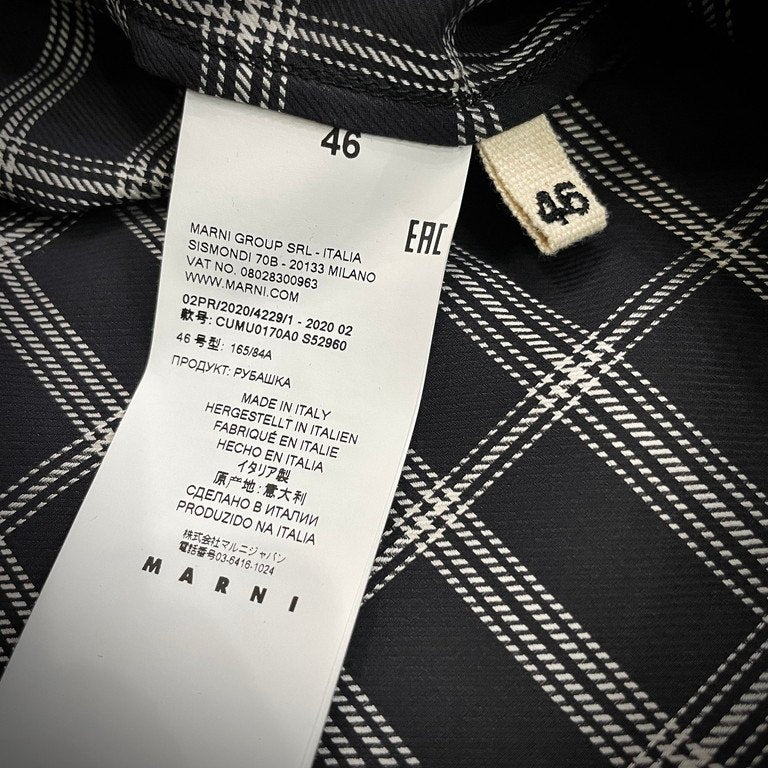 46
46
EAC
MARNI GROUP SRL - ITALIA
SISMONDI 70B - 20133 MILANO
VAT NO. 08028300963
WWW.MARNI.COM
02PR/2020/4229/1 - 2020 02
款号: CUMU0170A0 S52960
46 号型: 165/84A
ПРОДУКТ: РУБАШКА
MADE IN ITALY
HERGESTELLT IN ITALIEN
FABRIQUÉ EN ITALIE
HECHO EN ITALIA
イタリア製
原产地: 意大利
СДЕЛАНО В ИТАЛИИ
PRODUZIDO NA ITALIA
株式会社マルニジャパン
電話番号03-6416-1024
MARNI